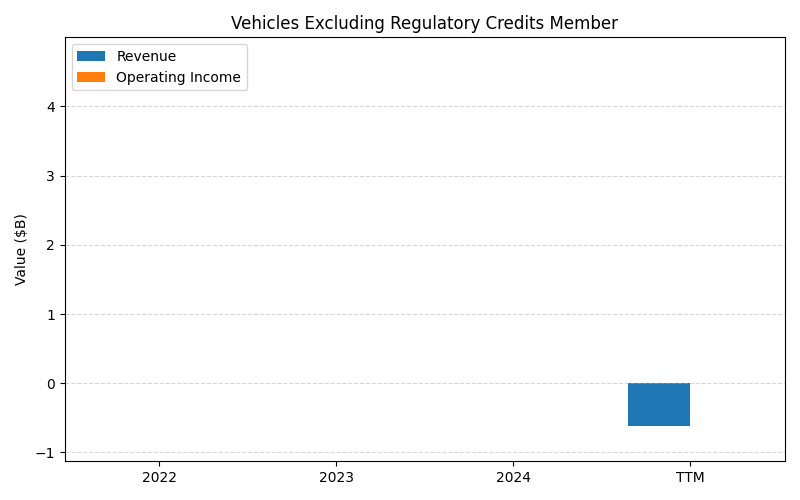 Vehicles Excluding Regulatory Credits Member
Revenue
Operating Income
Value ($B)
4
3
2
1
0
−1
2022
2023
2024
TTM